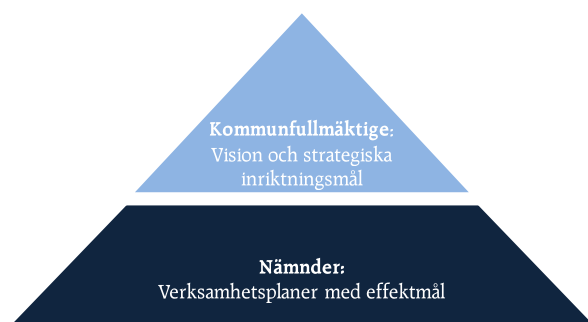 Kommunfullmäktige:
Vision och strategiska
inriktningsmål
Nämnder:
Verksamhetsplaner med effektmål